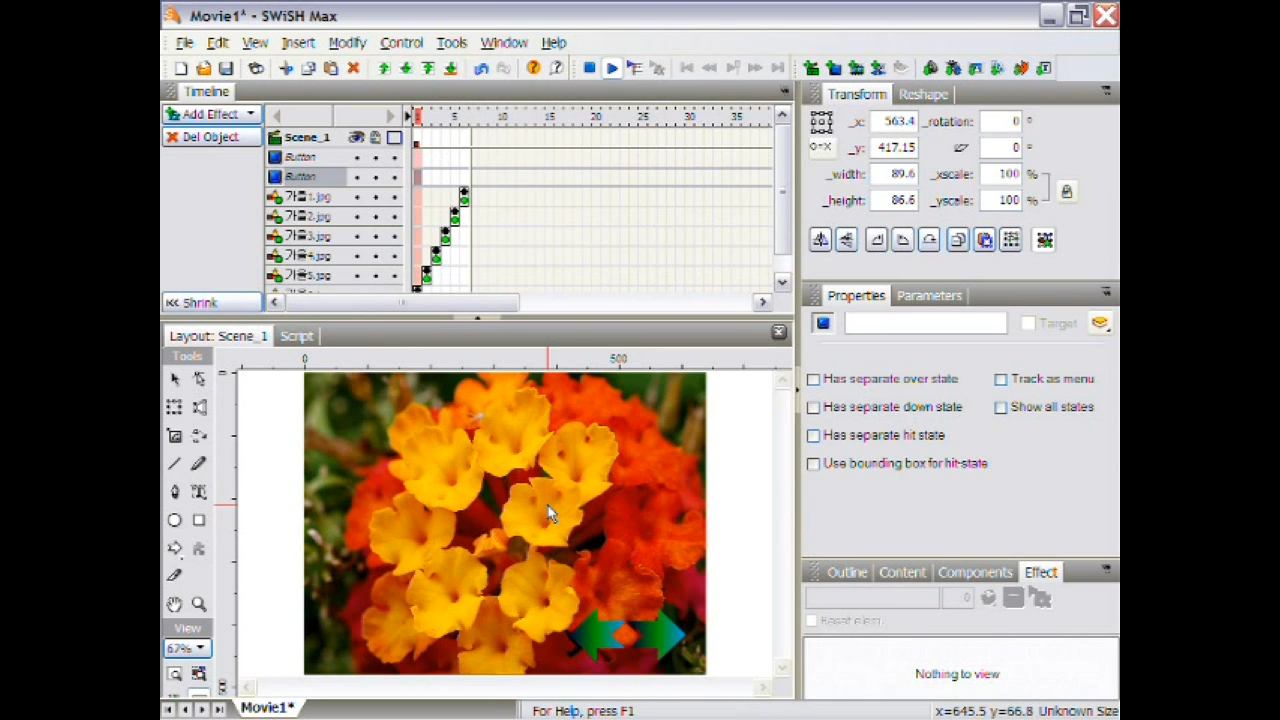 Movie1* - SWiSH Max
File Edit View Insert Modify Control Tools Window Help
Timeline
Add Effect
Del Object
5 10 15 20 25 30 35
Scene_1
Button
Button
가을1.jpg
가을2.jpg
가을3.jpg
가을4.jpg
가을5.jpg
Shrink
Layout: Scene_1 Script
Tools
0 500
View
67%
Movie1*
For Help, press F1
x=645.5 y=66.8 Unknown Size
Transform Reshape
_x: 563.4 _rotation: 0 °
_y: 417.15 0 °
_width: 89.6 _xscale: 100 %
_height: 86.6 _yscale: 100 %
Properties Parameters
Target
Has separate over state Track as menu
Has separate down state Show all states
Has separate hit state
Use bounding box for hit-state
Outline Content Components Effect
0
Nothing to view